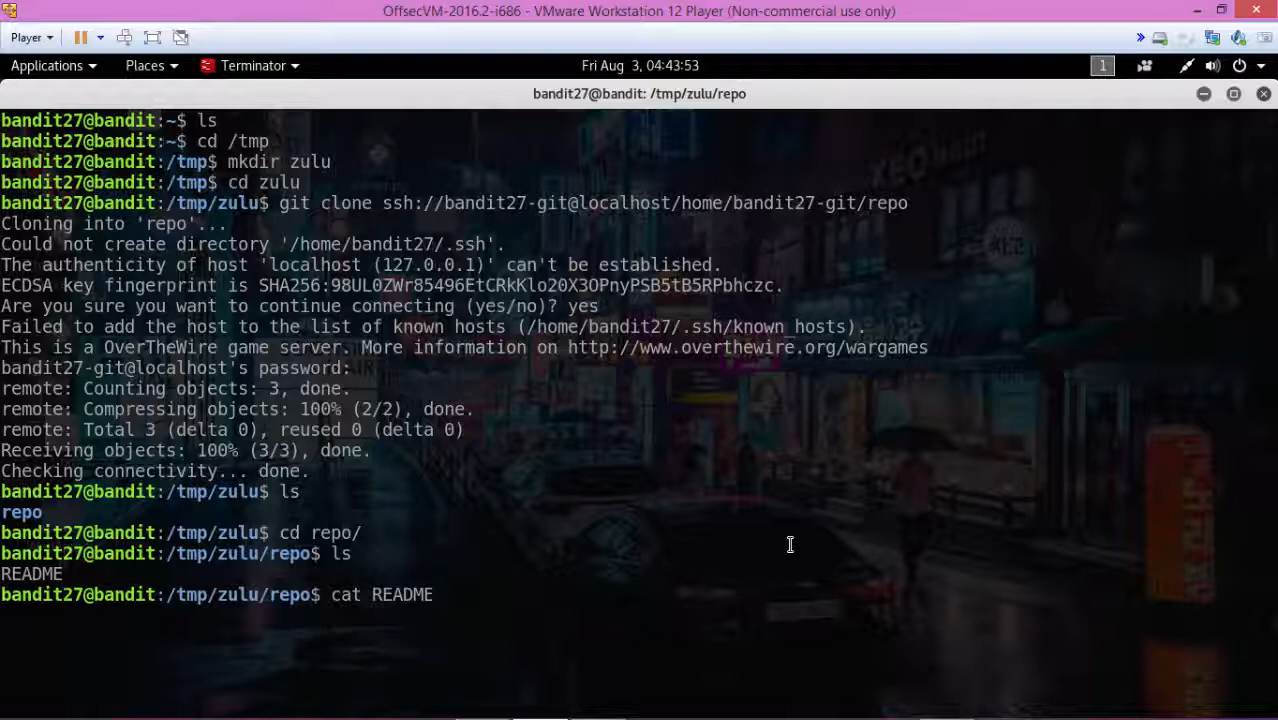 OffsecVM-2016.2-i686 - VMware Workstation 12 Player (Non-commercial use only)
Player
Applications Places Terminator Fri Aug 3, 04:43:53 1
bandit27@bandit: /tmp/zulu/repo
bandit27@bandit:~$ ls
bandit27@bandit:~$ cd /tmp
bandit27@bandit:/tmp$ mkdir zulu
bandit27@bandit:/tmp$ cd zulu
bandit27@bandit:/tmp/zulu$ git clone ssh://bandit27-git@localhost/home/bandit27-git/repo
Cloning into 'repo'...
Could not create directory '/home/bandit27/.ssh'.
The authenticity of host 'localhost (127.0.0.1)' can't be established.
ECDSA key fingerprint is SHA256:98UL0ZWr85496EtCRkKlo20X3OPnyPSB5tB5RPbhczc.
Are you sure you want to continue connecting (yes/no)? yes
Failed to add the host to the list of known hosts (/home/bandit27/.ssh/known_hosts).
This is a OverTheWire game server. More information on http://www.overthewire.org/wargames
bandit27-git@localhost's password:
remote: Counting objects: 3, done.
remote: Compressing objects: 100% (2/2), done.
remote: Total 3 (delta 0), reused 0 (delta 0)
Receiving objects: 100% (3/3), done.
Checking connectivity... done.
bandit27@bandit:/tmp/zulu$ ls
repo
bandit27@bandit:/tmp/zulu$ cd repo/
bandit27@bandit:/tmp/zulu/repo$ ls
README
bandit27@bandit:/tmp/zulu/repo$ cat README